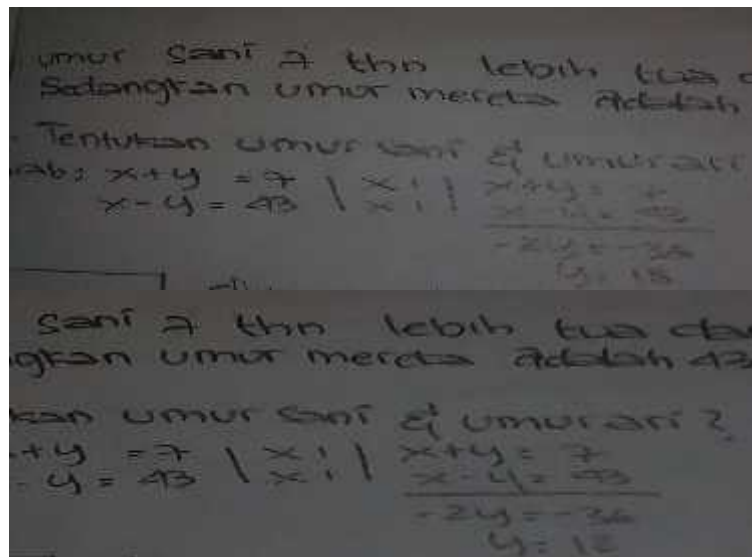 umur sani 7 thn lebih tua
Sedangkan umur mereka Adalah
Tentukan umur sani & umur ari
ab: x+y = 7 | x1 | x+y = 7
x-y = 43 | x1 | x-y = 43
-2y = -36
y = 18
sani 7 thn lebih tua da
gkan umur mereka Adalah 43
kan umur sani & umur ari?
+y = 7 | x1 | x+y = 7
-y = 43 | x1 | x-y = 43
-2y = -36
y = 18